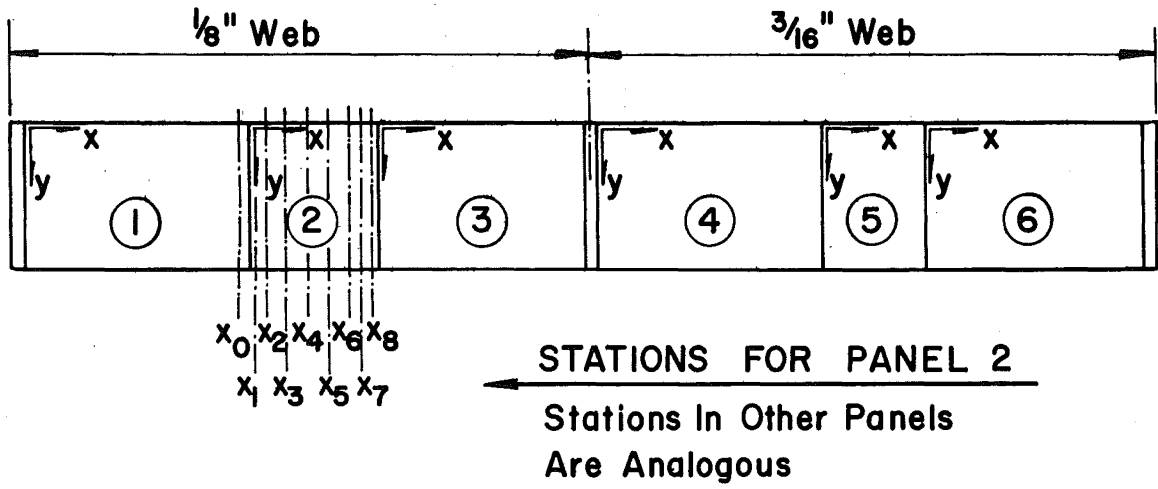 1/8" Web
3/16" Web
x x x x x x
y y y y y y
1 2 3 4 5 6
x0 x2 x4 x6 x8
x1 x3 x5 x7
STATIONS FOR PANEL 2
Stations In Other Panels
Are Analogous